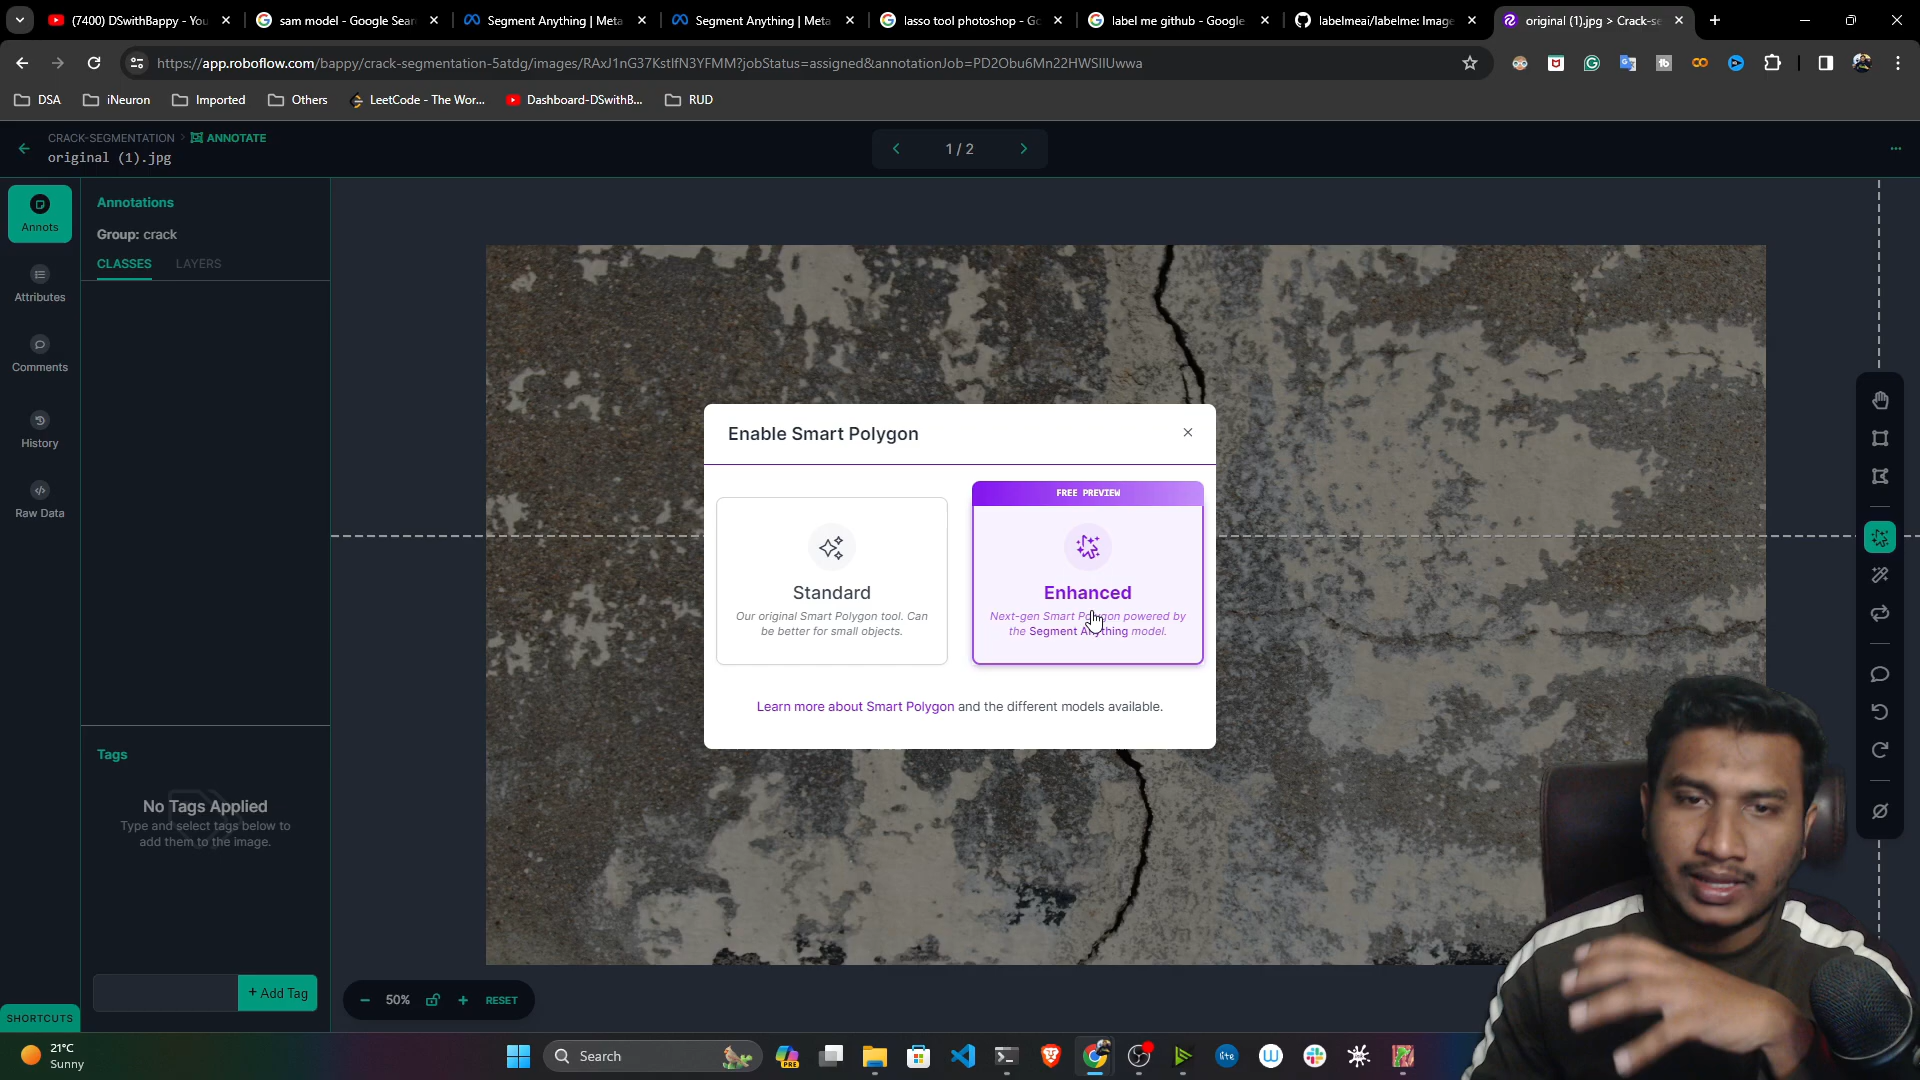 (7400) DSwithBappy - You
sam model - Google Sear
Segment Anything | Meta
Segment Anything | Meta
lasso tool photoshop - Go
label me github - Google
labelmeai/labelme: Image
original (1).jpg > Crack-se
https://app.roboflow.com/bappy/crack-segmentation-5atdg/images/RAxJ1nG37KstlfN3YFMM?jobStatus=assigned&annotationJob=PD2Obu6Mn22HWSIIUwwa
DSA
iNeuron
Imported
Others
LeetCode - The Wor...
Dashboard-DSwithB...
RUD
CRACK-SEGMENTATION > ANNOTATE
original (1).jpg
1 / 2
Annots
Attributes
Comments
History
Raw Data
SHORTCUTS
Annotations
Group: crack
CLASSES LAYERS
Tags
No Tags Applied
Type and select tags below to
add them to the image.
+ Add Tag
50%
RESET
Enable Smart Polygon
Standard
Our original Smart Polygon tool. Can
be better for small objects.
FREE PREVIEW
Enhanced
Next-gen Smart Polygon powered by
the Segment Anything model.
Learn more about Smart Polygon and the different models available.
21°C
Sunny
Search
PRE
lite